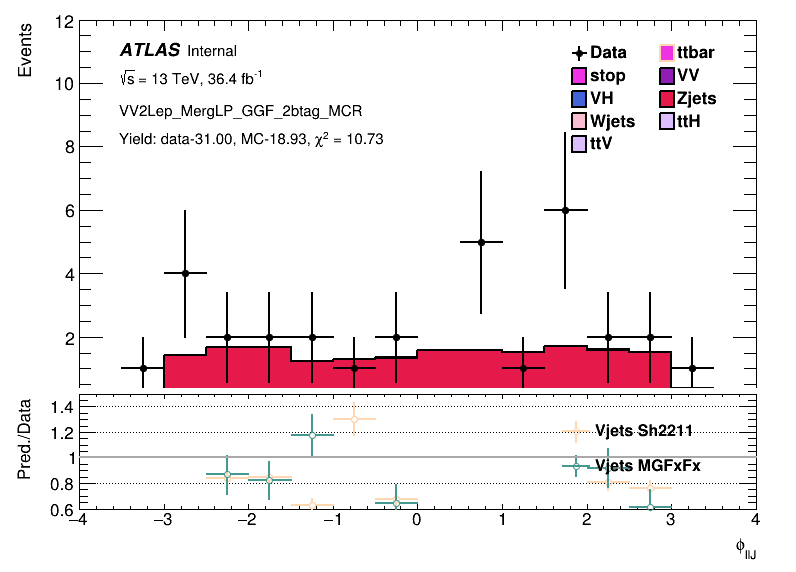 Events
12
10
8
6
4
2
ATLAS Internal
√s = 13 TeV, 36.4 fb⁻¹
VV2Lep_MergLP_GGF_2btag_MCR
Yield: data-31.00, MC-18.93, χ² = 10.73
Data ttbar
stop VV
VH Zjets
Wjets ttH
ttV
Pred./Data
1.4
1.2
1
0.8
0.6
Vjets Sh2211
Vjets MGFxFx
−4 −3 −2 −1 0 1 2 3 4
ϕ_llJ